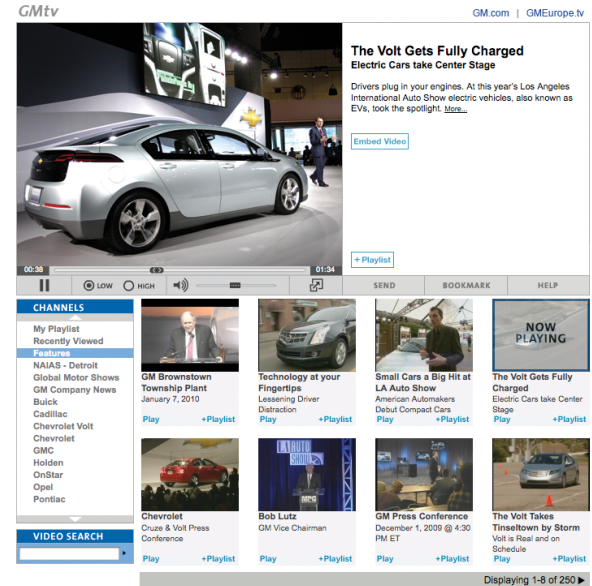 GMtv
GM.com | GMEurope.tv
The Volt Gets Fully Charged
Electric Cars take Center Stage
Drivers plug in your engines. At this year's Los Angeles
International Auto Show electric vehicles, also known as
EVs, took the spotlight. More...
Embed Video
+ Playlist
00:38
01:34
LOW
HIGH
SEND
BOOKMARK
HELP
CHANNELS
My Playlist
Recently Viewed
Features
NAIAS - Detroit
Global Motor Shows
GM Company News
Buick
Cadillac
Chevrolet Volt
Chevrolet
GMC
Holden
OnStar
Opel
Pontiac
VIDEO SEARCH
GM Brownstown
Township Plant
January 7, 2010
Play +Playlist
Technology at your
Fingertips
Lessening Driver
Distraction
Play +Playlist
Small Cars a Big Hit at
LA Auto Show
American Automakers
Debut Compact Cars
Play +Playlist
NOW
PLAYING
The Volt Gets Fully
Charged
Electric Cars take Center
Stage
Play +Playlist
Chevrolet
Cruze & Volt Press
Conference
Play +Playlist
LA AUTO
SHOW
MPG
Bob Lutz
GM Vice Chairman
Play +Playlist
GM Press Conference
December 1, 2009 @ 4:30
PM ET
Play +Playlist
The Volt Takes
Tinseltown by Storm
Volt is Real and on
Schedule
Play +Playlist
Displaying 1-8 of 250